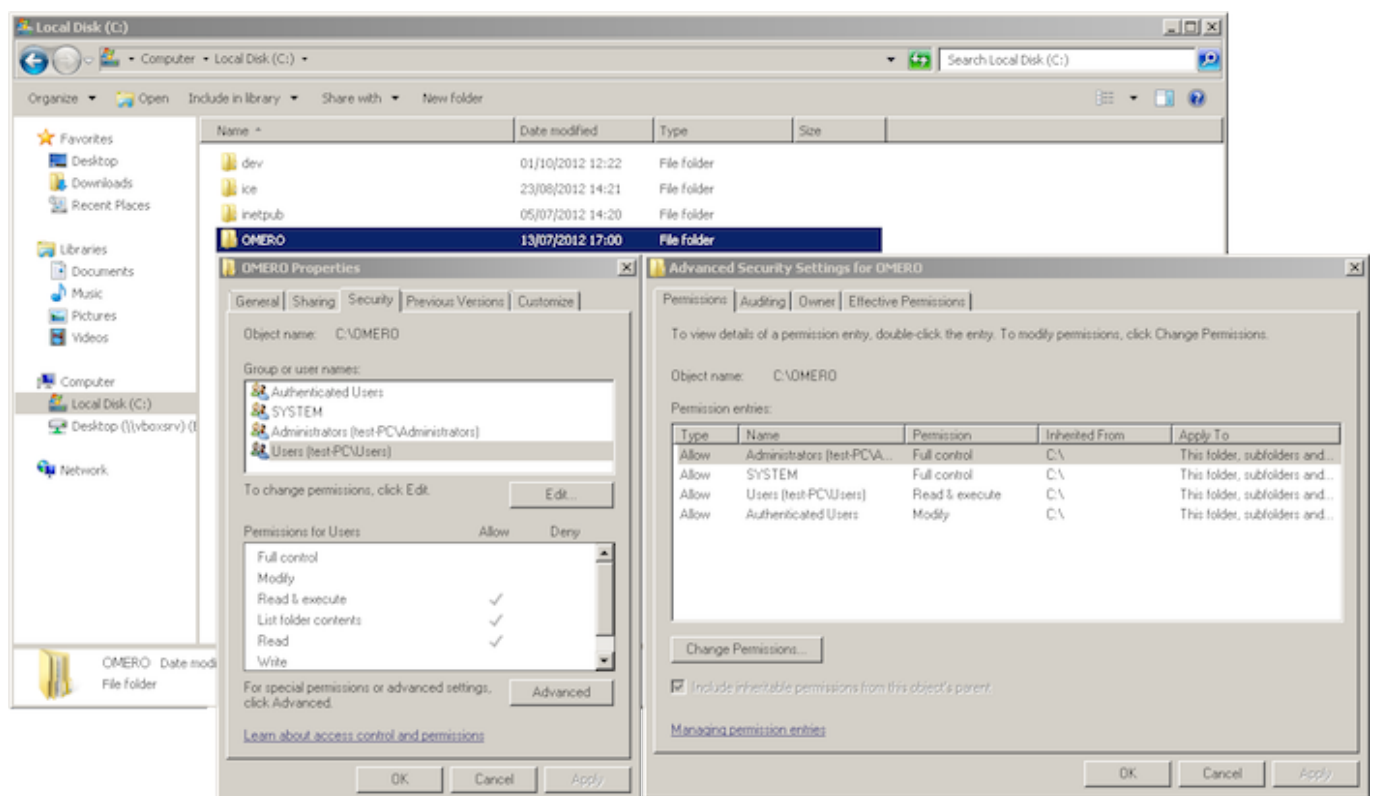 Local Disk (C:)
Computer Local Disk (C:)
Search Local Disk (C:)
Organize Open Include in library Share with New folder
Favorites
Desktop
Downloads
Recent Places
Libraries
Documents
Music
Pictures
Videos
Computer
Local Disk (C:)
Desktop (\\vboxsrv) (
Network
Name Date modified Type Size
dev 01/10/2012 12:22 File folder
ice 23/08/2012 14:21 File folder
inetpub 05/07/2012 14:20 File folder
OMERO 13/07/2012 17:00 File folder
OMERO Date modi
File folder
OMERO Properties
General Sharing Security Previous Versions Customize
Object name: C:\OMERO
Group or user names:
Authenticated Users
SYSTEM
Administrators (test-PC\Administrators)
Users (test-PC\Users)
To change permissions, click Edit. Edit...
Permissions for Users Allow Deny
Full control
Modify
Read & execute
List folder contents
Read
Write
For special permissions or advanced settings,
click Advanced. Advanced
Learn about access control and permissions
OK Cancel Apply
Advanced Security Settings for OMERO
Permissions Auditing Owner Effective Permissions
To view details of a permission entry, double-click the entry. To modify permissions, click Change Permissions.
Object name: C:\OMERO
Permission entries:
Type Name Permission Inherited From Apply To
Allow Administrators (test-PC\A... Full control C:\ This folder, subfolders and...
Allow SYSTEM Full control C:\ This folder, subfolders and...
Allow Users (test-PC\Users) Read & execute C:\ This folder, subfolders and...
Allow Authenticated Users Modify C:\ This folder, subfolders and...
Change Permissions...
Include inheritable permissions from this object's parent
Managing permission entries
OK Cancel Apply